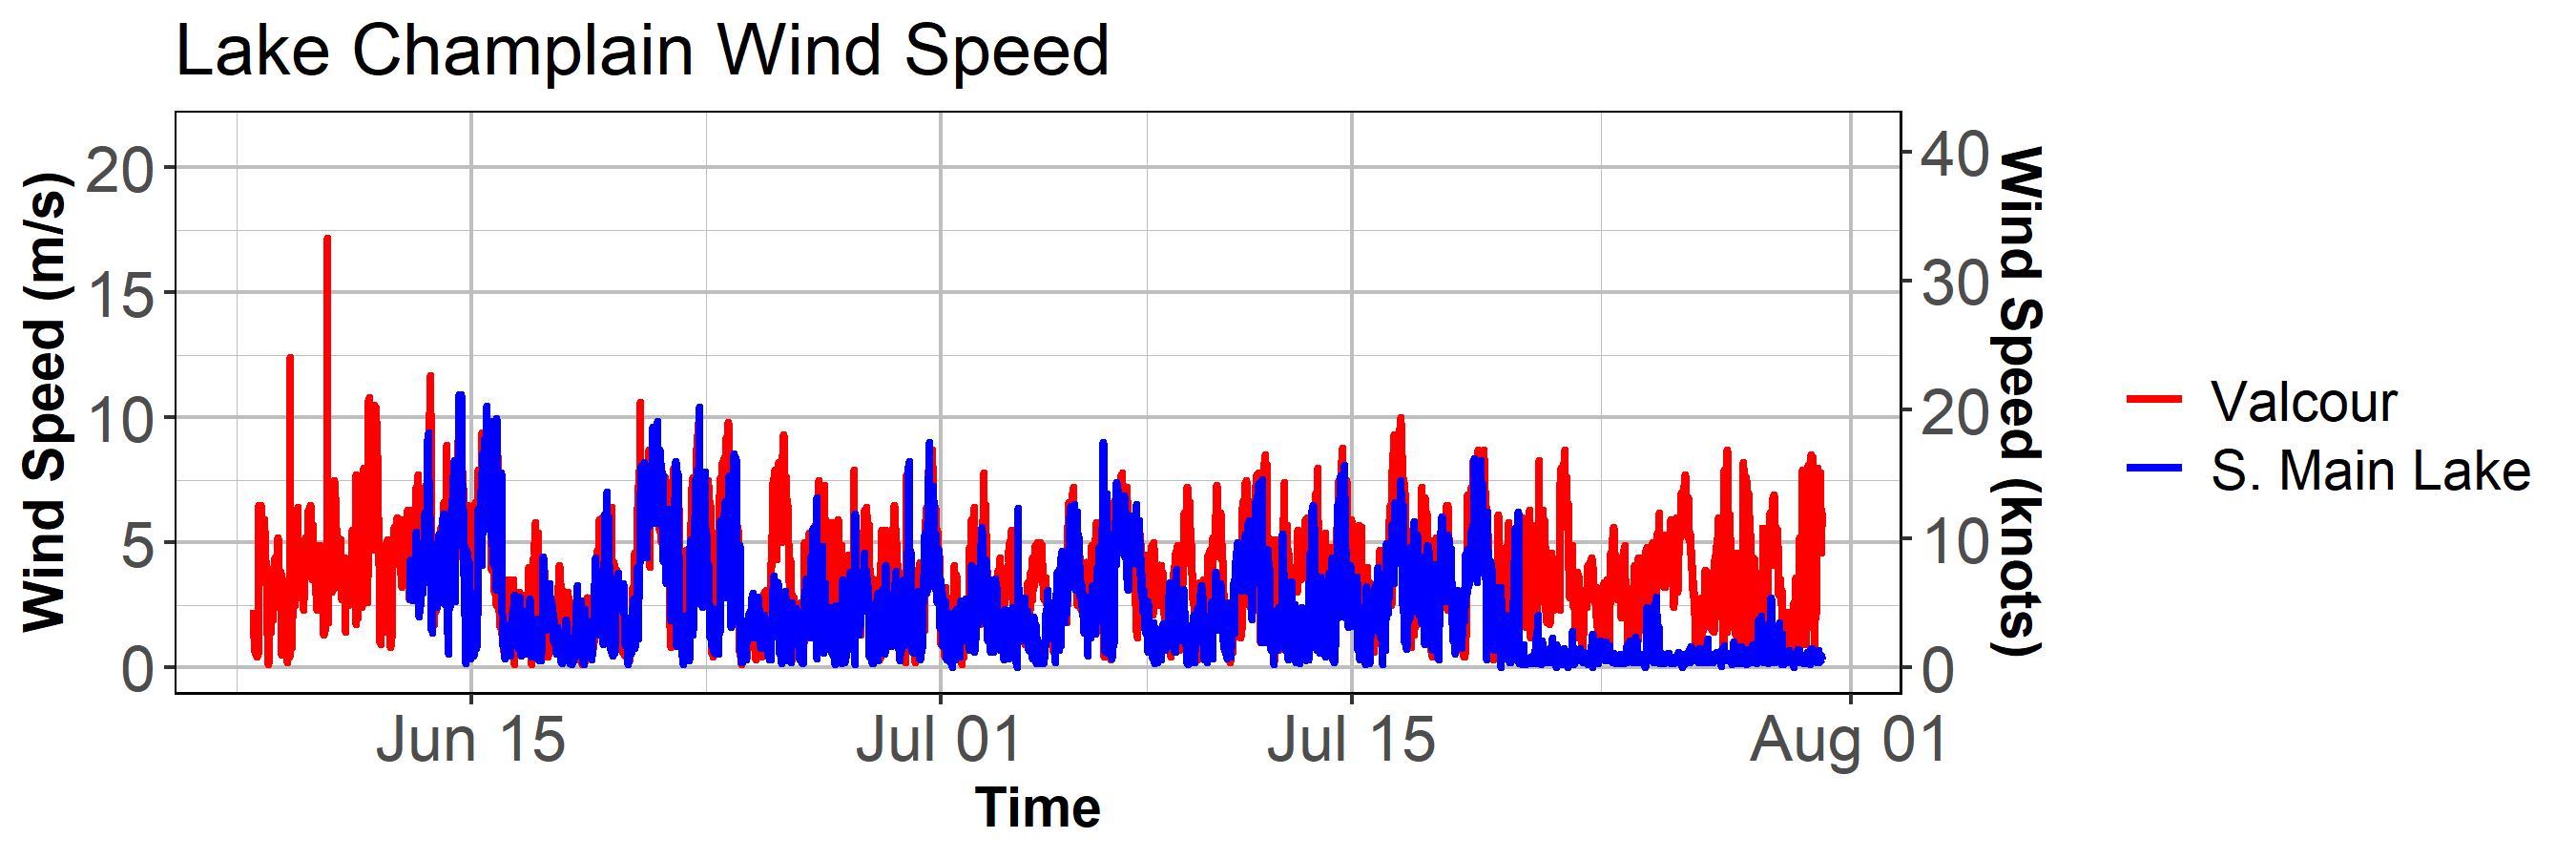 Lake Champlain Wind Speed
Wind Speed (m/s)
20
15
10
5
0
40
30
20
10
0
Wind Speed (knots)
Jun 15
Jul 01
Jul 15
Aug 01
Time
Valcour
S. Main Lake